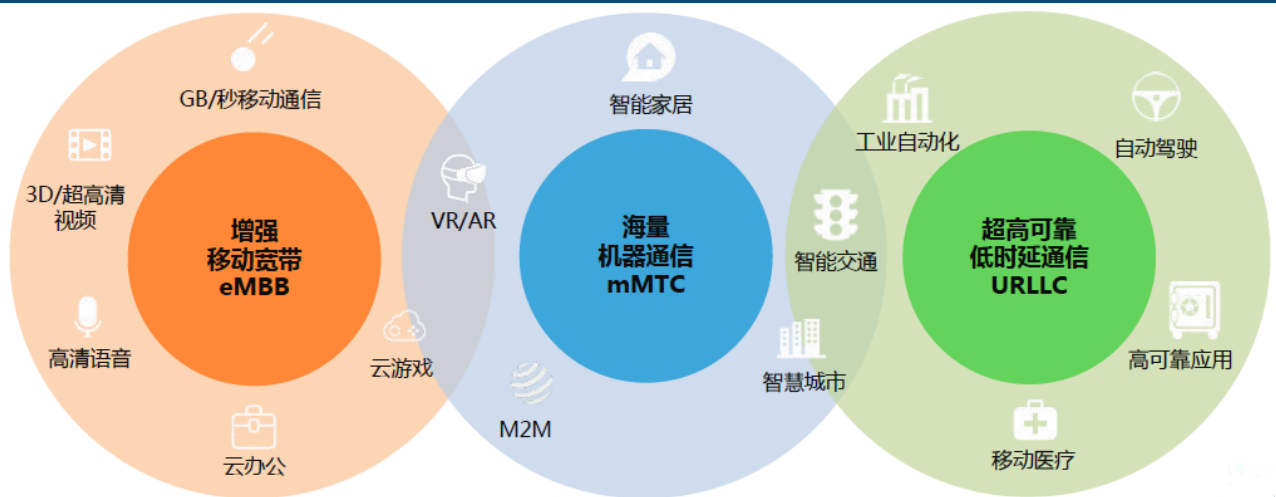 GB/秒移动通信
3D/超高清
视频
增强
移动宽带
eMBB
高清语音
云游戏
云办公
VR/AR
智能家居
海量
机器通信
mMTC
M2M
智慧城市
智能交通
工业自动化
自动驾驶
超高可靠
低时延通信
URLLC
高可靠应用
移动医疗